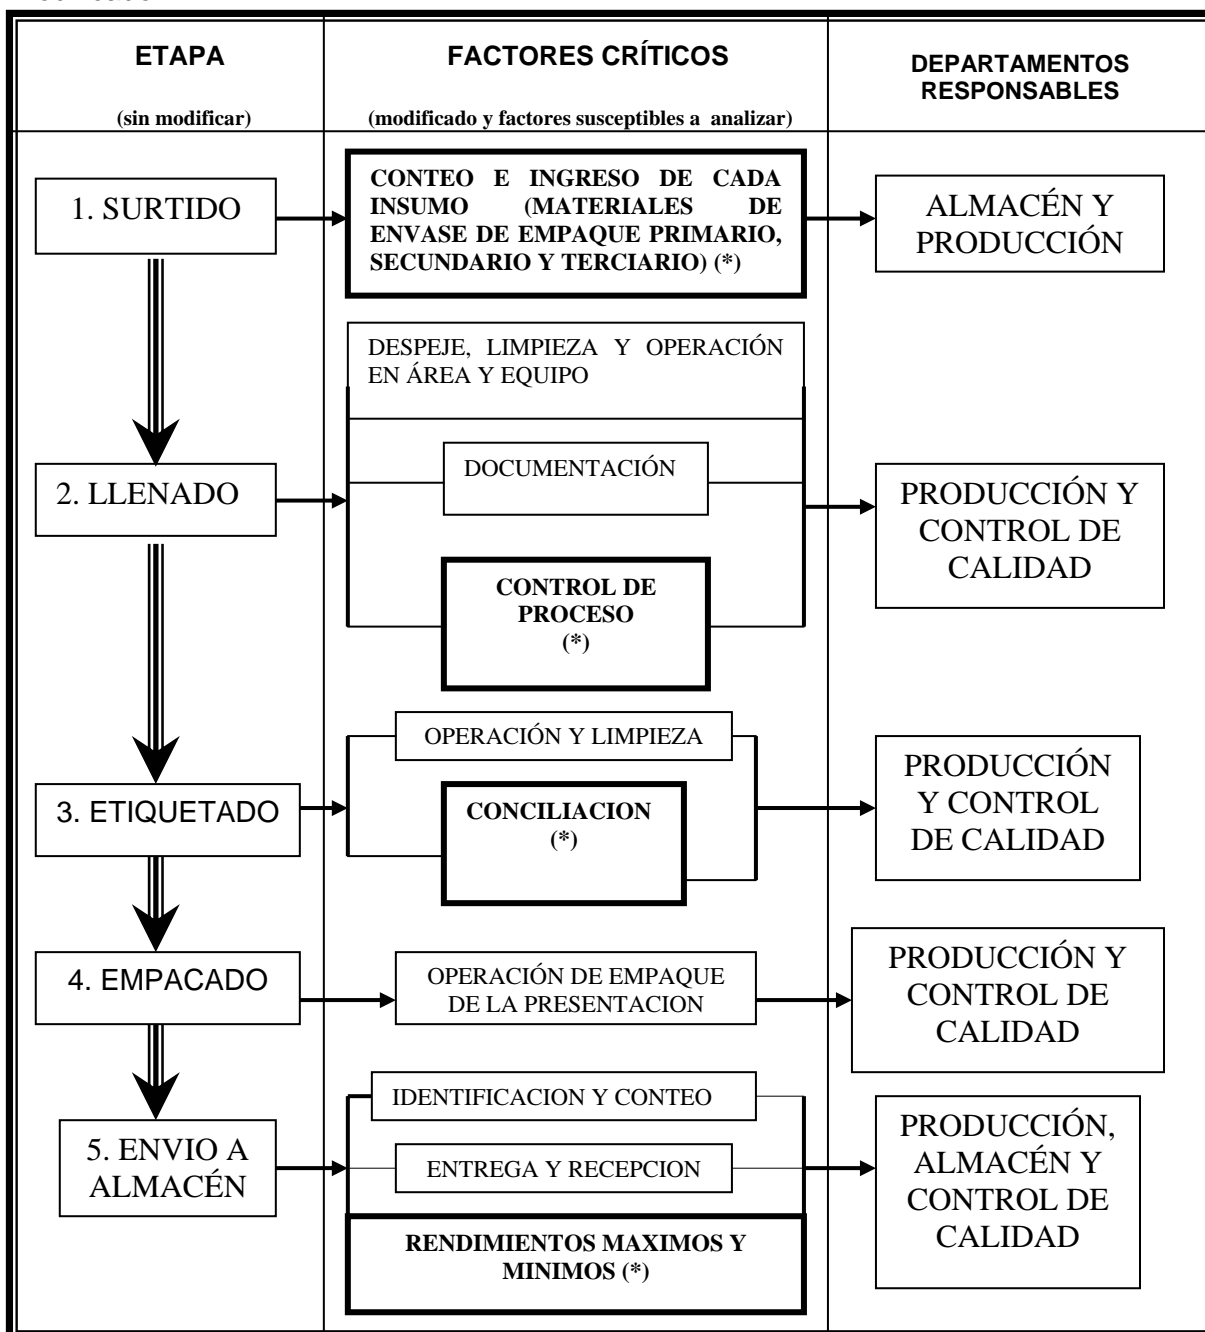 ETAPA
(sin modificar)
FACTORES CRÍTICOS
(modificado y factores susceptibles a analizar)
DEPARTAMENTOS
RESPONSABLES
1. SURTIDO
CONTEO E INGRESO DE CADA
INSUMO (MATERIALES DE
ENVASE DE EMPAQUE PRIMARIO,
SECUNDARIO Y TERCIARIO) (*)
ALMACÉN Y
PRODUCCIÓN
DESPEJE, LIMPIEZA Y OPERACIÓN
EN ÁREA Y EQUIPO
2. LLENADO
DOCUMENTACIÓN
CONTROL DE
PROCESO
(*)
PRODUCCIÓN Y
CONTROL DE
CALIDAD
3. ETIQUETADO
OPERACIÓN Y LIMPIEZA
CONCILIACION
(*)
PRODUCCIÓN
Y CONTROL
DE CALIDAD
4. EMPACADO
OPERACIÓN DE EMPAQUE
DE LA PRESENTACION
PRODUCCIÓN Y
CONTROL DE
CALIDAD
5. ENVIO A
ALMACÉN
IDENTIFICACION Y CONTEO
ENTREGA Y RECEPCION
RENDIMIENTOS MAXIMOS Y
MINIMOS (*)
PRODUCCIÓN,
ALMACÉN Y
CONTROL DE
CALIDAD